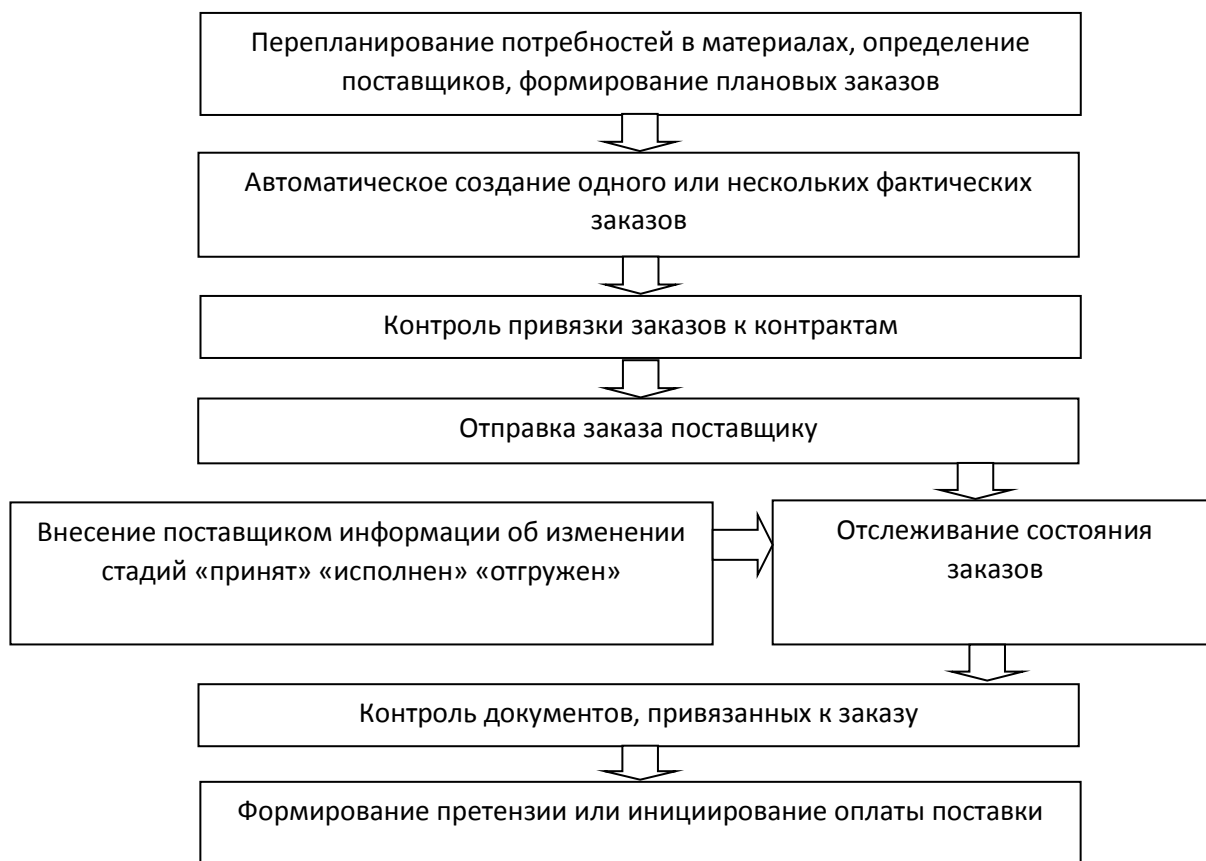 Перепланирование потребностей в материалах, определение
поставщиков, формирование плановых заказов
Автоматическое создание одного или нескольких фактических
заказов
Контроль привязки заказов к контрактам
Отправка заказа поставщику
Внесение поставщиком информации об изменении
стадий «принят» «исполнен» «отгружен»
Отслеживание состояния
заказов
Контроль документов, привязанных к заказу
Формирование претензии или инициирование оплаты поставки